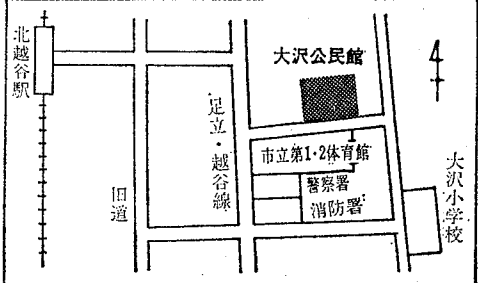 北越谷駅
旧道
足立・越谷線
大沢公民館
市立第1・2体育館
警察署
消防署
大沢小学校
4